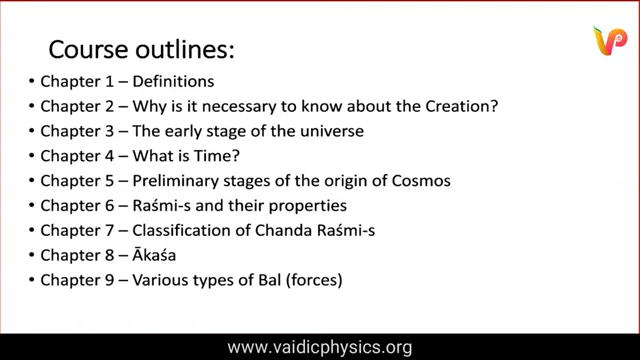 Course outlines:
• Chapter 1 – Definitions
• Chapter 2 – Why is it necessary to know about the Creation?
• Chapter 3 – The early stage of the universe
• Chapter 4 – What is Time?
• Chapter 5 – Preliminary stages of the origin of Cosmos
• Chapter 6 – Raśmi-s and their properties
• Chapter 7 – Classification of Chanda Raśmi-s
• Chapter 8 – Ākaśa
• Chapter 9 – Various types of Bal (forces)
www.vaidicphysics.org